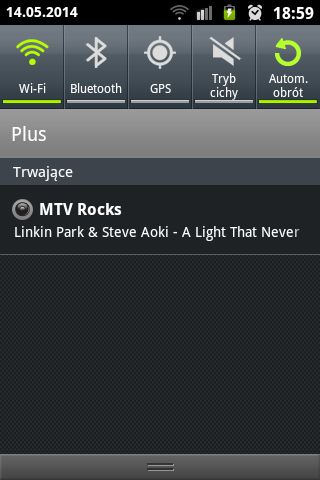 14.05.2014 18:59
Wi-Fi Bluetooth GPS Tryb cichy Autom. obrót
Plus
Trwające
MTV Rocks
Linkin Park & Steve Aoki - A Light That Never